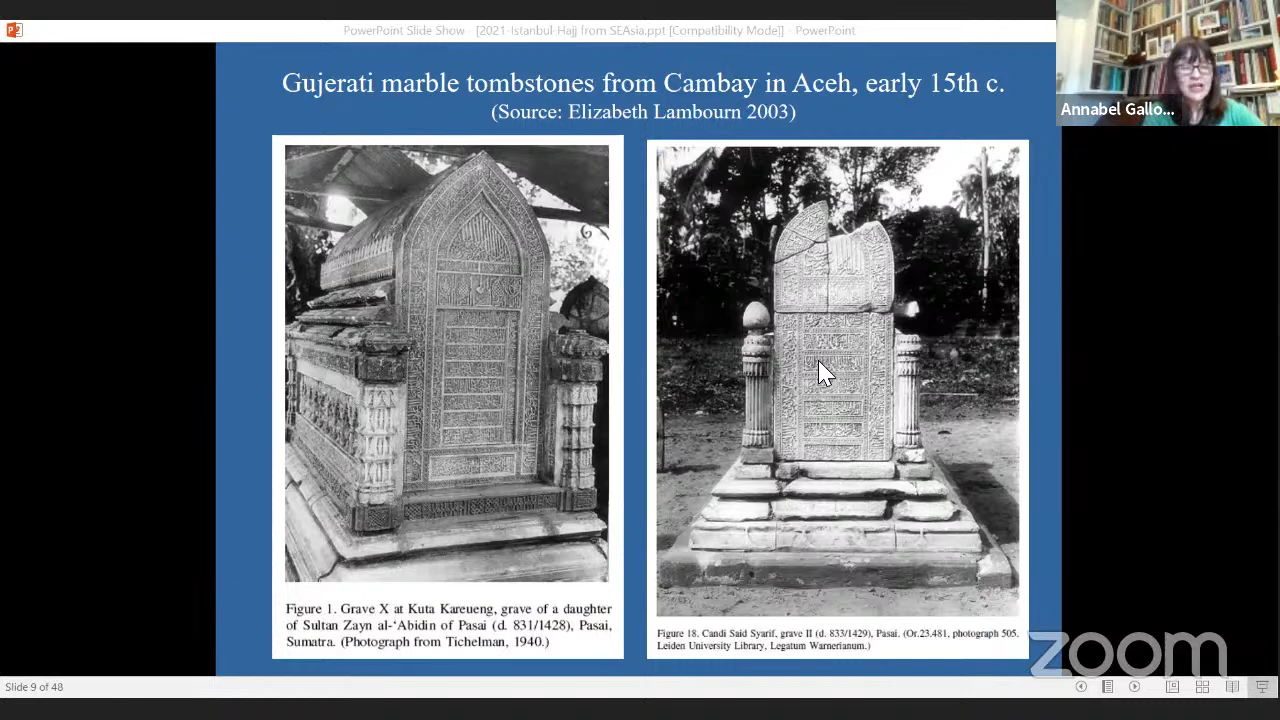 PowerPoint Slide Show - [2021-Istanbul-Hajj from SEAsia.ppt [Compatibility Mode]] - PowerPoint
Gujerati marble tombstones from Cambay in Aceh, early 15th c.
(Source: Elizabeth Lambourn 2003)
Annabel Gallo...
Figure 1. Grave X at Kuta Kareueng, grave of a daughter
of Sultan Zayn al-‘Abidin of Pasai (d. 831/1428), Pasai,
Sumatra. (Photograph from Tichelman, 1940.)
Figure 18. Candi Said Syarif, grave II (d. 833/1429), Pasai. (Or.23.481, photograph 505.
Leiden University Library, Legatum Warnerianum.)
zoom
Slide 9 of 48